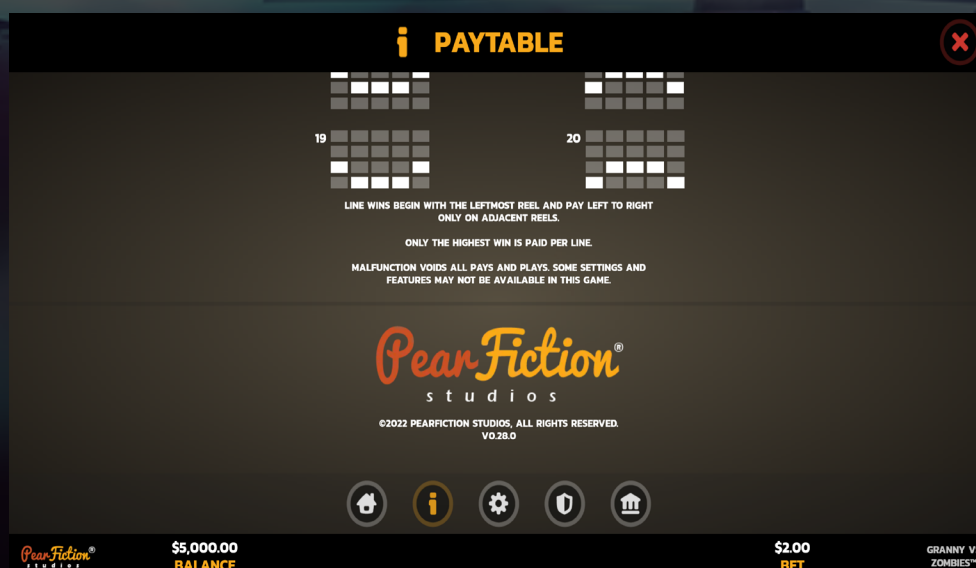 i PAYTABLE
19
20
LINE WINS BEGIN WITH THE LEFTMOST REEL AND PAY LEFT TO RIGHT
ONLY ON ADJACENT REELS.
ONLY THE HIGHEST WIN IS PAID PER LINE.
MALFUNCTION VOIDS ALL PAYS AND PLAYS. SOME SETTINGS AND
FEATURES MAY NOT BE AVAILABLE IN THIS GAME.
PearFiction®
studios
©2022 PEARFICTION STUDIOS, ALL RIGHTS RESERVED.
V0.28.0
i
PearFiction®
studios
$5,000.00
BALANCE
$2.00
BET
GRANNY V
ZOMBIES™